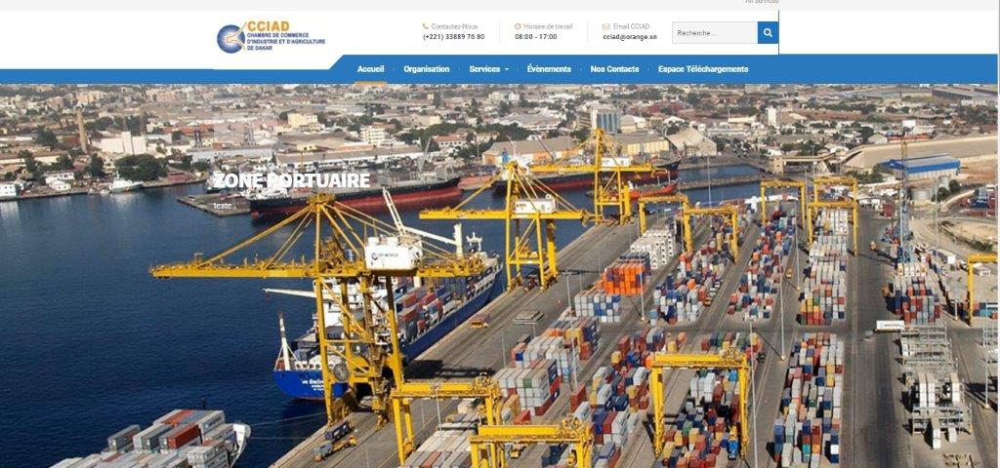 All Services
CCIAD
CHAMBRE DE COMMERCE
D'INDUSTRIE ET D'AGRICULTURE
DE DAKAR
Contactez-Nous
(+221) 33889 76 80
Horaire de travail
08:00 - 17:00
Email CCIAD
cciad@orange.sn
Recherche...
Accueil
Organisation
Services
Évènements
Nos Contacts
Espace Téléchargements
ZONE PORTUAIRE
teste